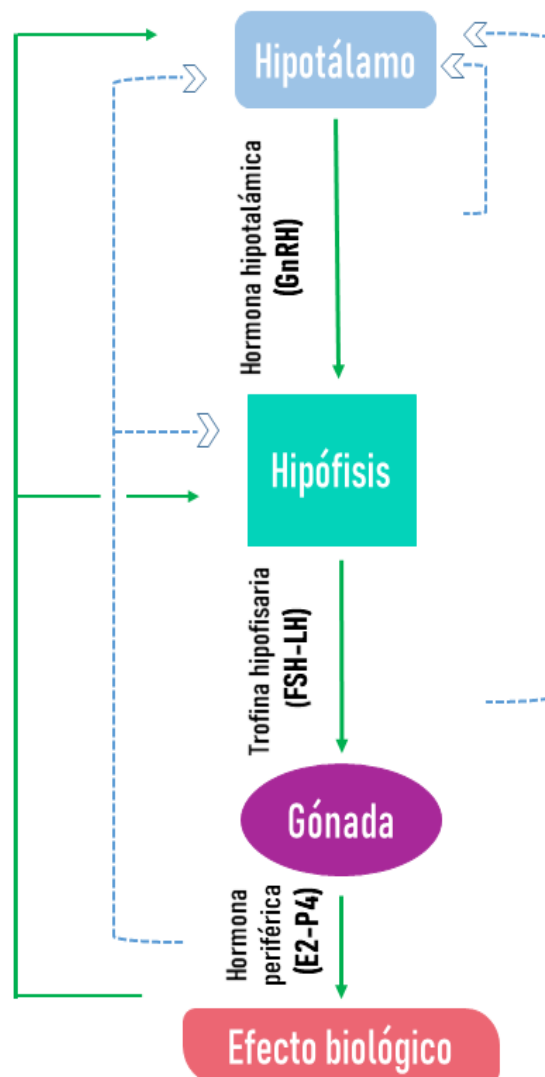 Hipotálamo
Hormona hipotalámica
(GnRH)
Hipófisis
Trofina hipofisaria
(FSH-LH)
Gónada
Hormona
periférica
(E2-P4)
Efecto biológico